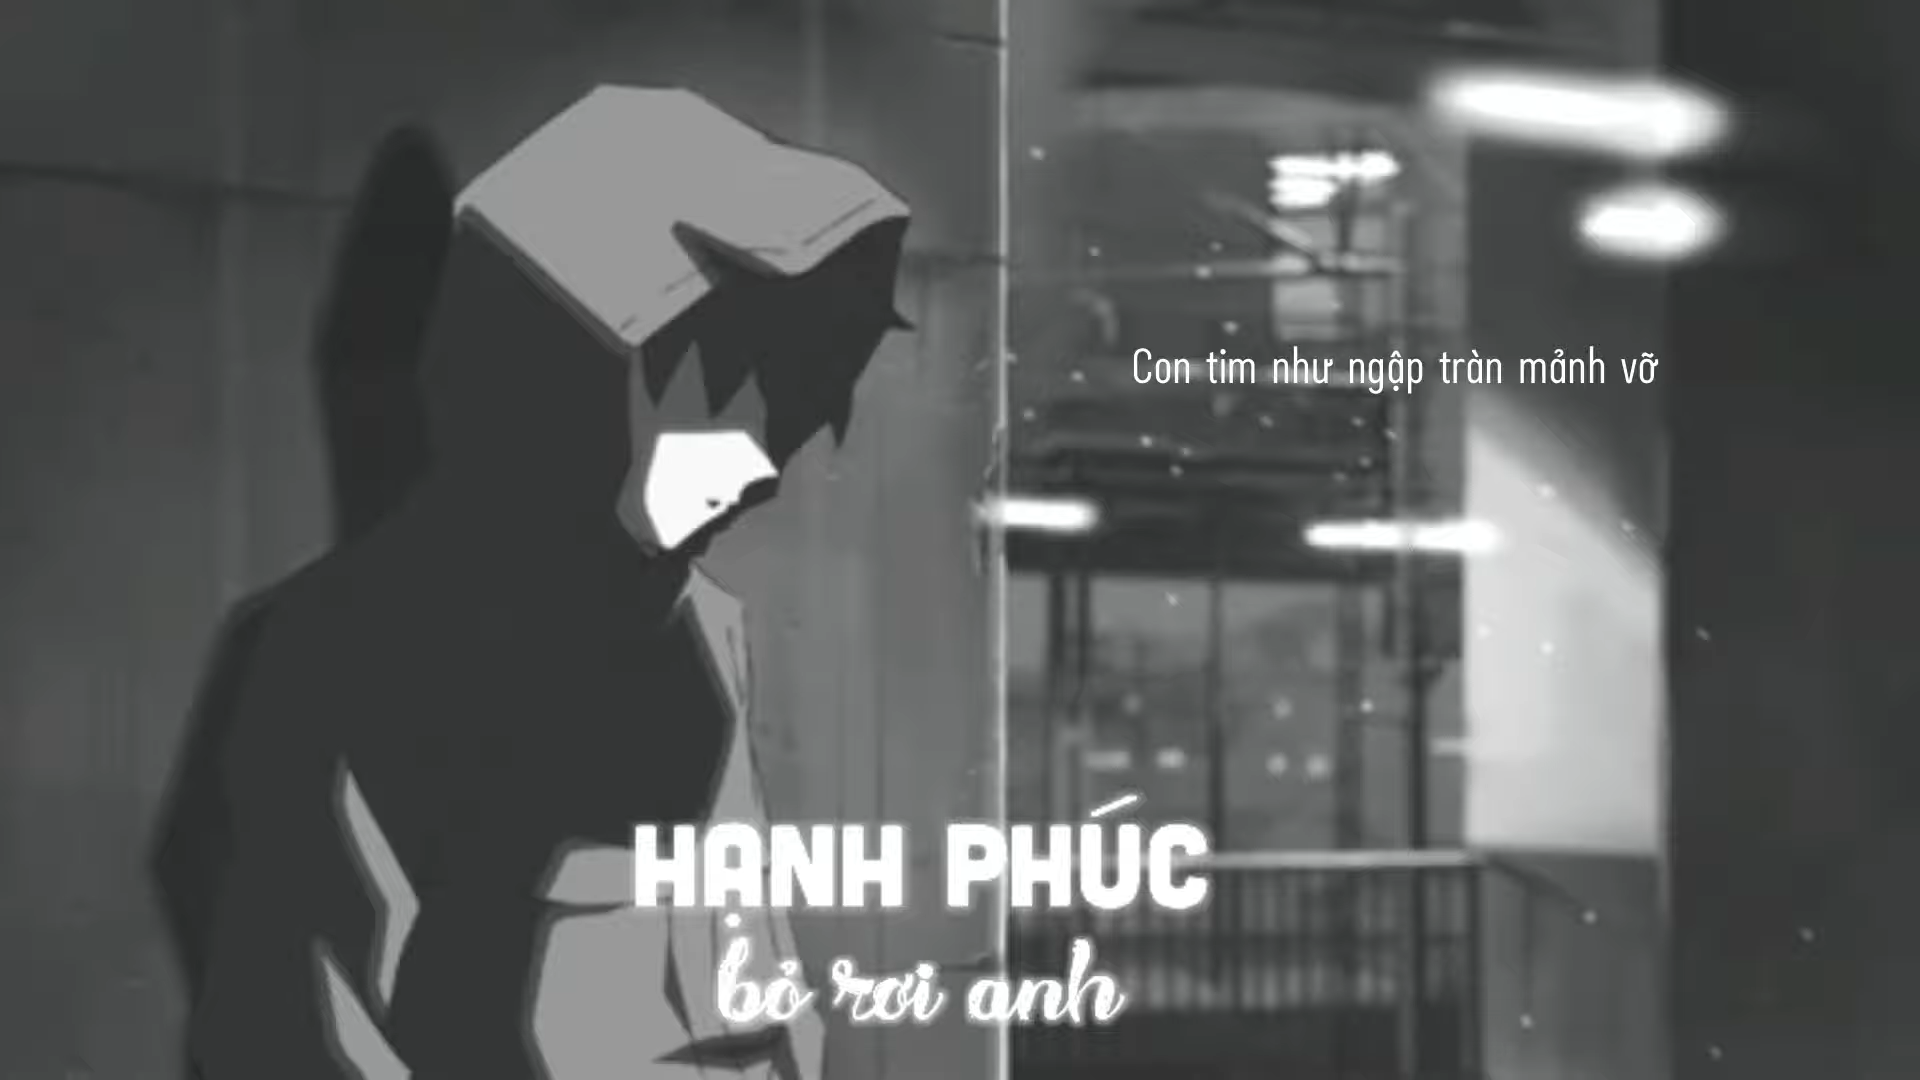 Con tim như ngập tràn mảnh vỡ
HẠNH PHÚC
bỏ rơi anh